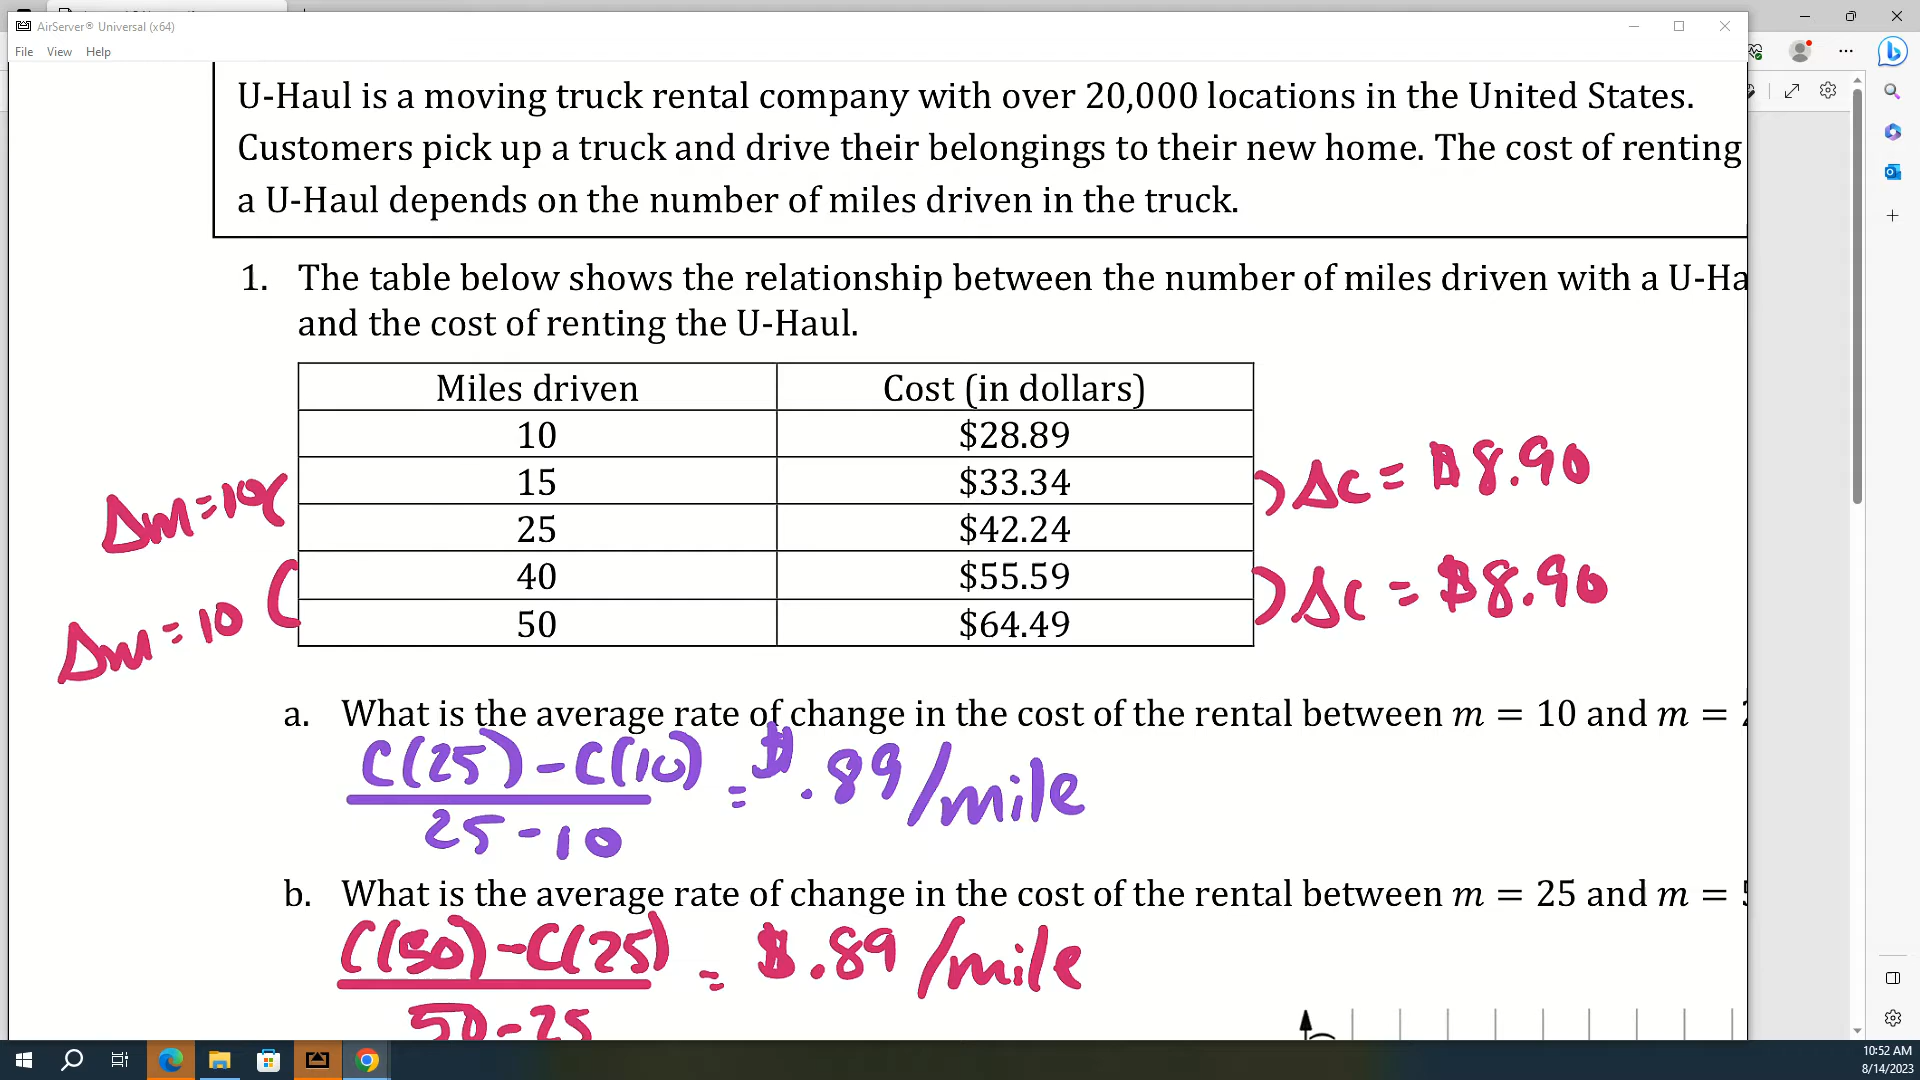 AirServer® Universal (x64)
File View Help
U-Haul is a moving truck rental company with over 20,000 locations in the United States.
Customers pick up a truck and drive their belongings to their new home. The cost of renting
a U-Haul depends on the number of miles driven in the truck.
1. The table below shows the relationship between the number of miles driven with a U-Ha
and the cost of renting the U-Haul.
Miles driven Cost (in dollars)
10 $28.89
15 $33.34
25 $42.24
40 $55.59
50 $64.49
Δm=10 ΔC = $8.90
Δm=10 ΔC = $8.90
a. What is the average rate of change in the cost of the rental between m = 10 and m = 2
C(25)-C(10) = $.89/mile
25-10
b. What is the average rate of change in the cost of the rental between m = 25 and m = 5
C(50)-C(25) = $.89/mile
50-25
10:52 AM
8/14/2023